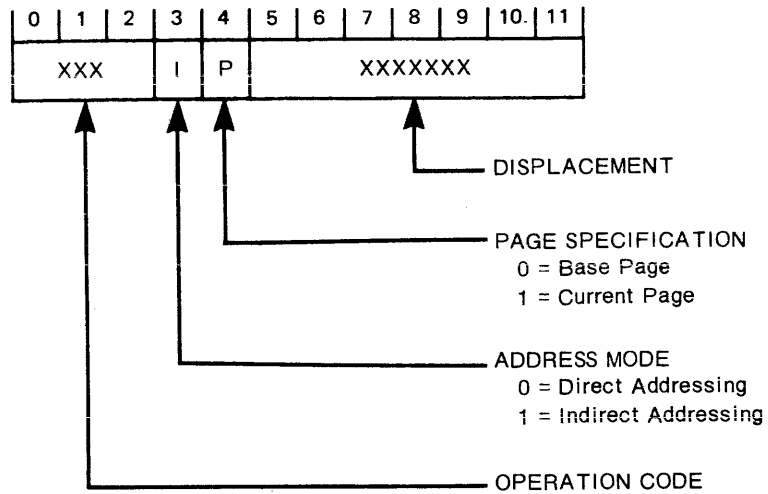 0 1 2 3 4 5 6 7 8 9 10. 11
XXX I P XXXXXXX
DISPLACEMENT
PAGE SPECIFICATION
0 = Base Page
1 = Current Page
ADDRESS MODE
0 = Direct Addressing
1 = Indirect Addressing
OPERATION CODE